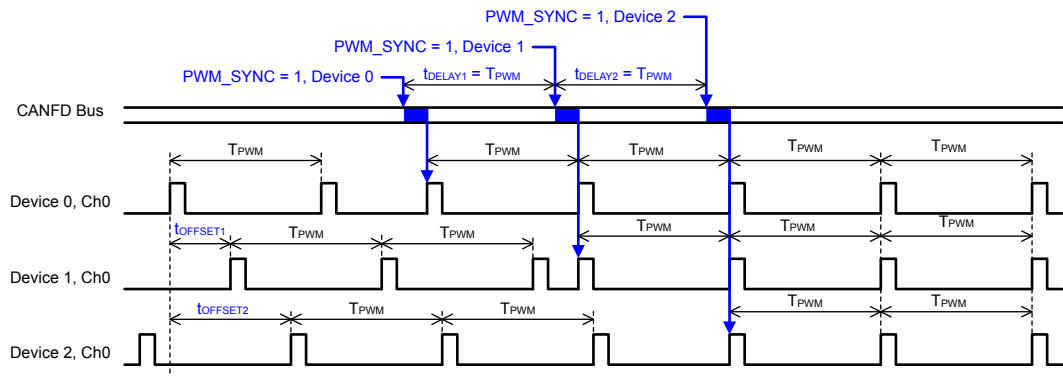 PWM_SYNC = 1, Device 2
PWM_SYNC = 1, Device 1
PWM_SYNC = 1, Device 0
tDELAY1 = TPWM
tDELAY2 = TPWM
CANFD Bus
TPWM
TPWM
TPWM
TPWM
TPWM
Device 0, Ch0
tOFFSET1
TPWM
TPWM
TPWM
TPWM
TPWM
Device 1, Ch0
tOFFSET2
TPWM
TPWM
TPWM
TPWM
Device 2, Ch0